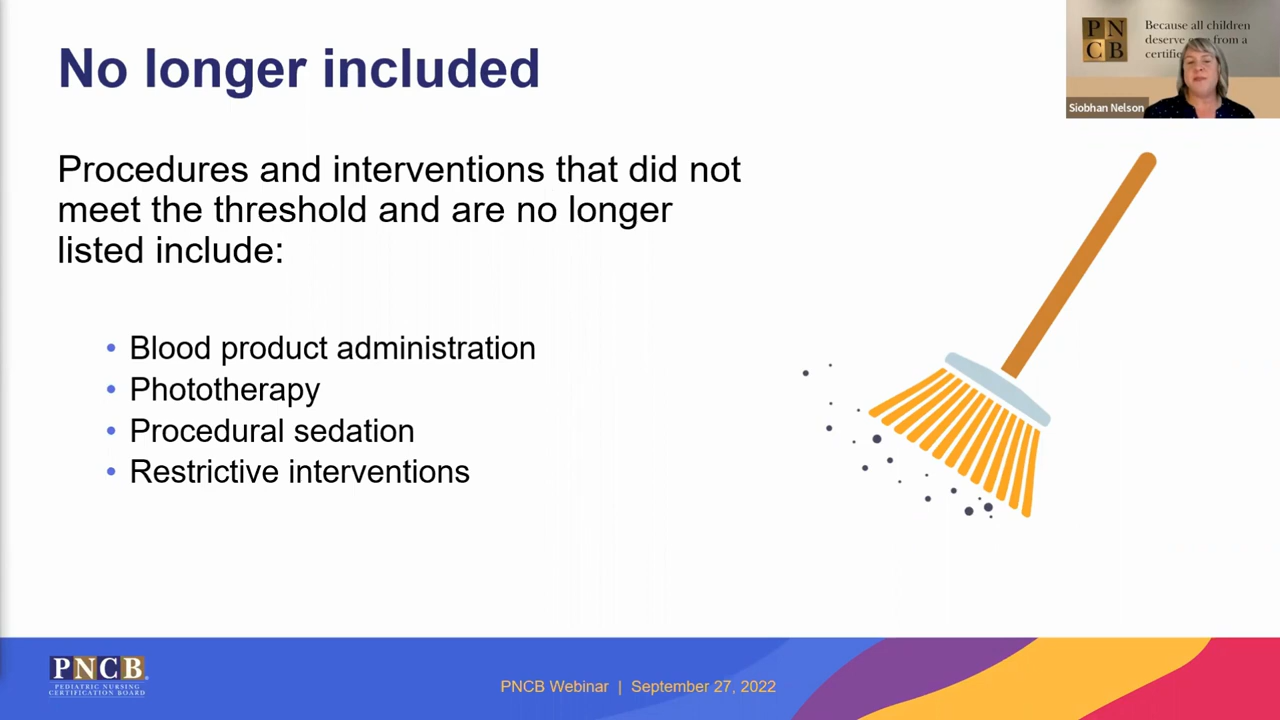 No longer included
P N
C B
Because all children
deserve from a
Siobhan Nelson
Procedures and interventions that did not
meet the threshold and are no longer
listed include:
• Blood product administration
• Phototherapy
• Procedural sedation
• Restrictive interventions
PNCB
PEDIATRIC NURSING
CERTIFICATION BOARD
PNCB Webinar | September 27, 2022